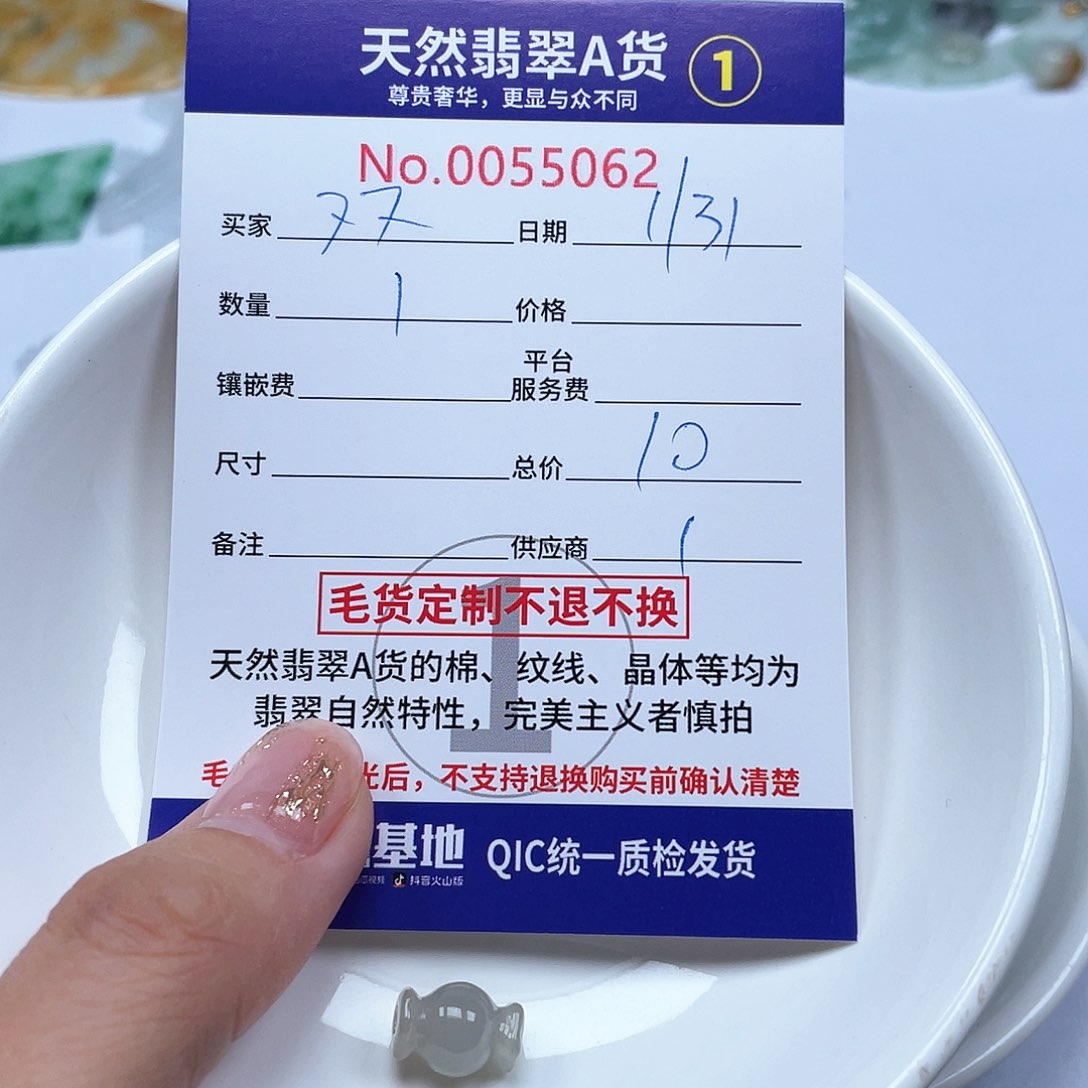 天然翡翠A货 1
尊贵奢华，更显与众不同
No.0055062
买家 77 日期 1/31
数量 1 价格
镶嵌费 平台服务费
尺寸 总价 10
备注 供应商 1
毛货定制不退不换
1
天然翡翠A货的棉、纹线、晶体等均为
翡翠自然特性，完美主义者慎拍
毛 光后，不支持退换购买前确认清楚
基地 QIC统一质检发货
抖音火山版